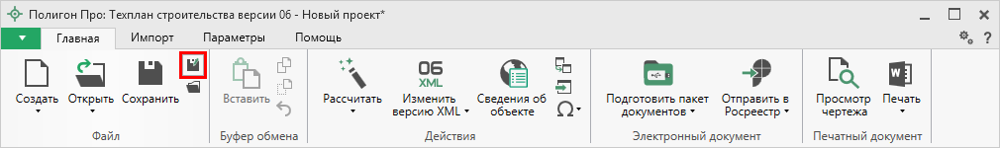 Полигон Про: Техплан строительства версии 06 - Новый проект*
Главная Импорт Параметры Помощь ?
Создать Открыть Сохранить Вставить Рассчитать 06 XML Изменить версию XML Сведения об объекте Ω Подготовить пакет документов Отправить в Росреестр Просмотр чертежа W Печать
Файл Буфер обмена Действия Электронный документ Печатный документ